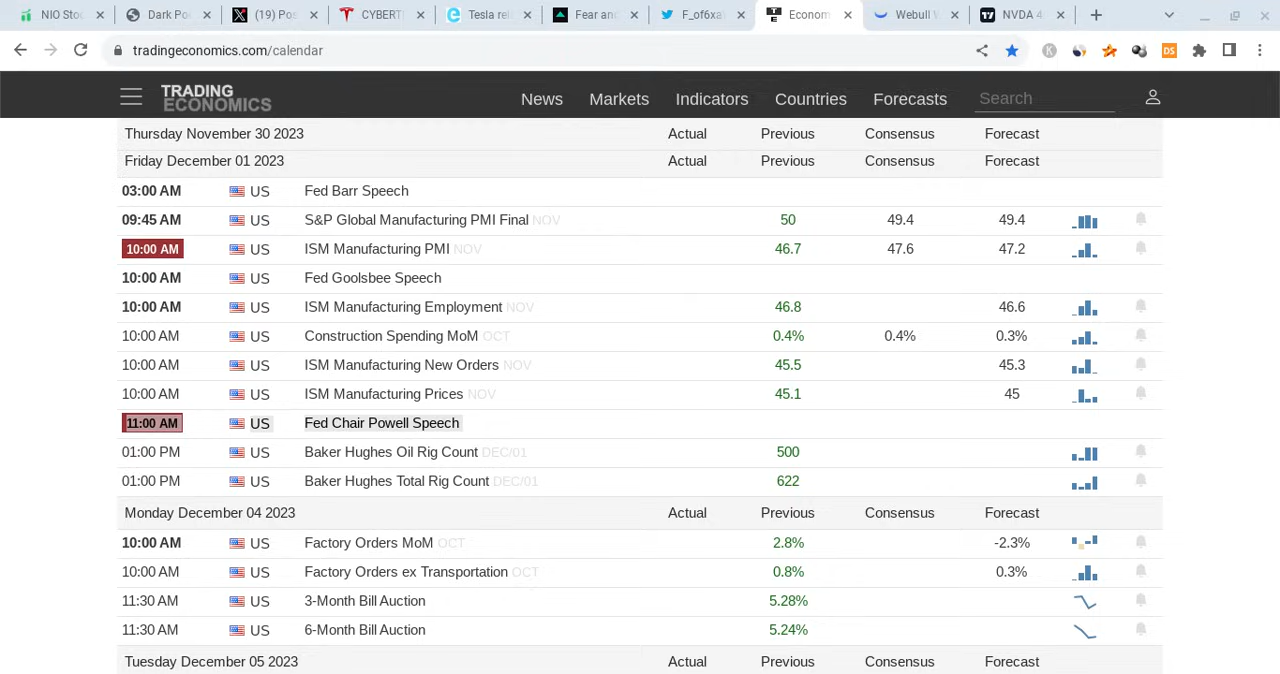 NIO Stoc (19) Pos CYBERT Tesla rela Fear and F_of6xa Econom Webull V NVDA 4
tradingeconomics.com/calendar K DS
TRADING
ECONOMICS
News Markets Indicators Countries Forecasts Search
Thursday November 30 2023 Actual Previous Consensus Forecast
Friday December 01 2023 Actual Previous Consensus Forecast
03:00 AM US Fed Barr Speech
09:45 AM US S&P Global Manufacturing PMI Final NOV 50 49.4 49.4
10:00 AM US ISM Manufacturing PMI NOV 46.7 47.6 47.2
10:00 AM US Fed Goolsbee Speech
10:00 AM US ISM Manufacturing Employment NOV 46.8 46.6
10:00 AM US Construction Spending MoM OCT 0.4% 0.4% 0.3%
10:00 AM US ISM Manufacturing New Orders NOV 45.5 45.3
10:00 AM US ISM Manufacturing Prices NOV 45.1 45
11:00 AM US Fed Chair Powell Speech
01:00 PM US Baker Hughes Oil Rig Count DEC/01 500
01:00 PM US Baker Hughes Total Rig Count DEC/01 622
Monday December 04 2023 Actual Previous Consensus Forecast
10:00 AM US Factory Orders MoM OCT 2.8% -2.3%
10:00 AM US Factory Orders ex Transportation OCT 0.8% 0.3%
11:30 AM US 3-Month Bill Auction 5.28%
11:30 AM US 6-Month Bill Auction 5.24%
Tuesday December 05 2023 Actual Previous Consensus Forecast